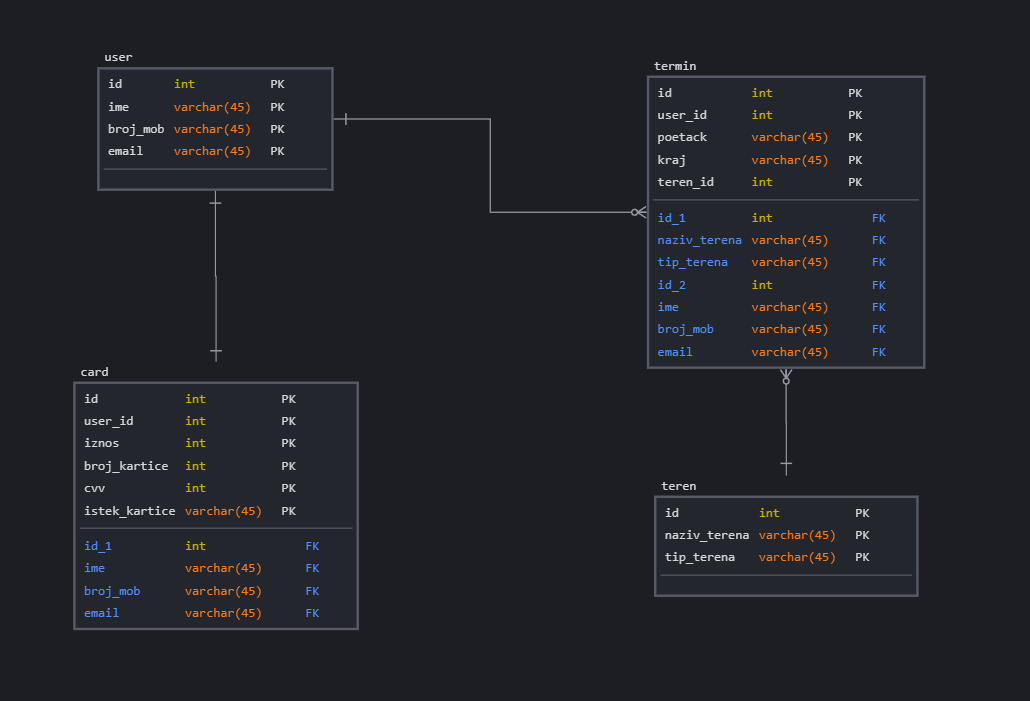 user
id int PK
ime varchar(45) PK
broj_mob varchar(45) PK
email varchar(45) PK
termin
id int PK
user_id int PK
poetack varchar(45) PK
kraj varchar(45) PK
teren_id int PK
id_1 int FK
naziv_terena varchar(45) FK
tip_terena varchar(45) FK
id_2 int FK
ime varchar(45) FK
broj_mob varchar(45) FK
email varchar(45) FK
card
id int PK
user_id int PK
iznos int PK
broj_kartice int PK
cvv int PK
istek_kartice varchar(45) PK
id_1 int FK
ime varchar(45) FK
broj_mob varchar(45) FK
email varchar(45) FK
teren
id int PK
naziv_terena varchar(45) PK
tip_terena varchar(45) PK